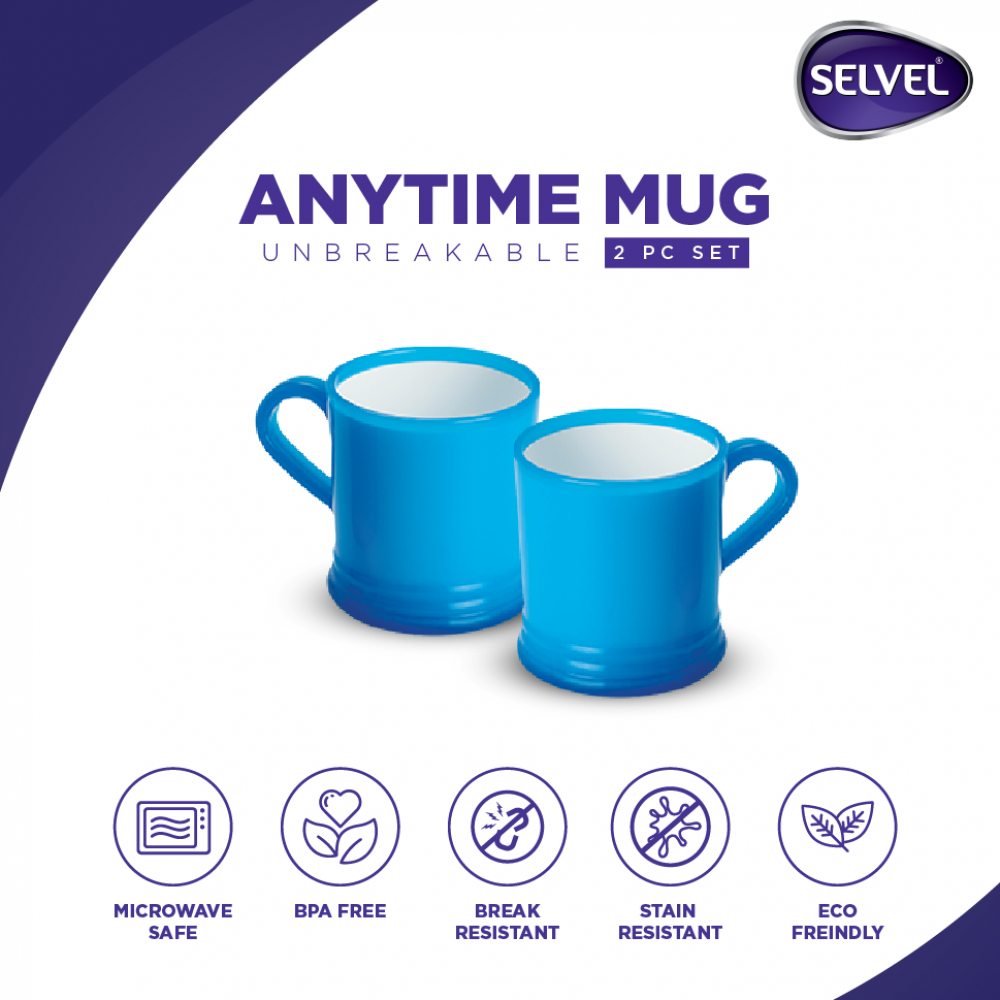 SELVEL®
ANYTIME MUG
UNBREAKABLE 2 PC SET
MICROWAVE
SAFE
BPA FREE
BREAK
RESISTANT
STAIN
RESISTANT
ECO
FREINDLY